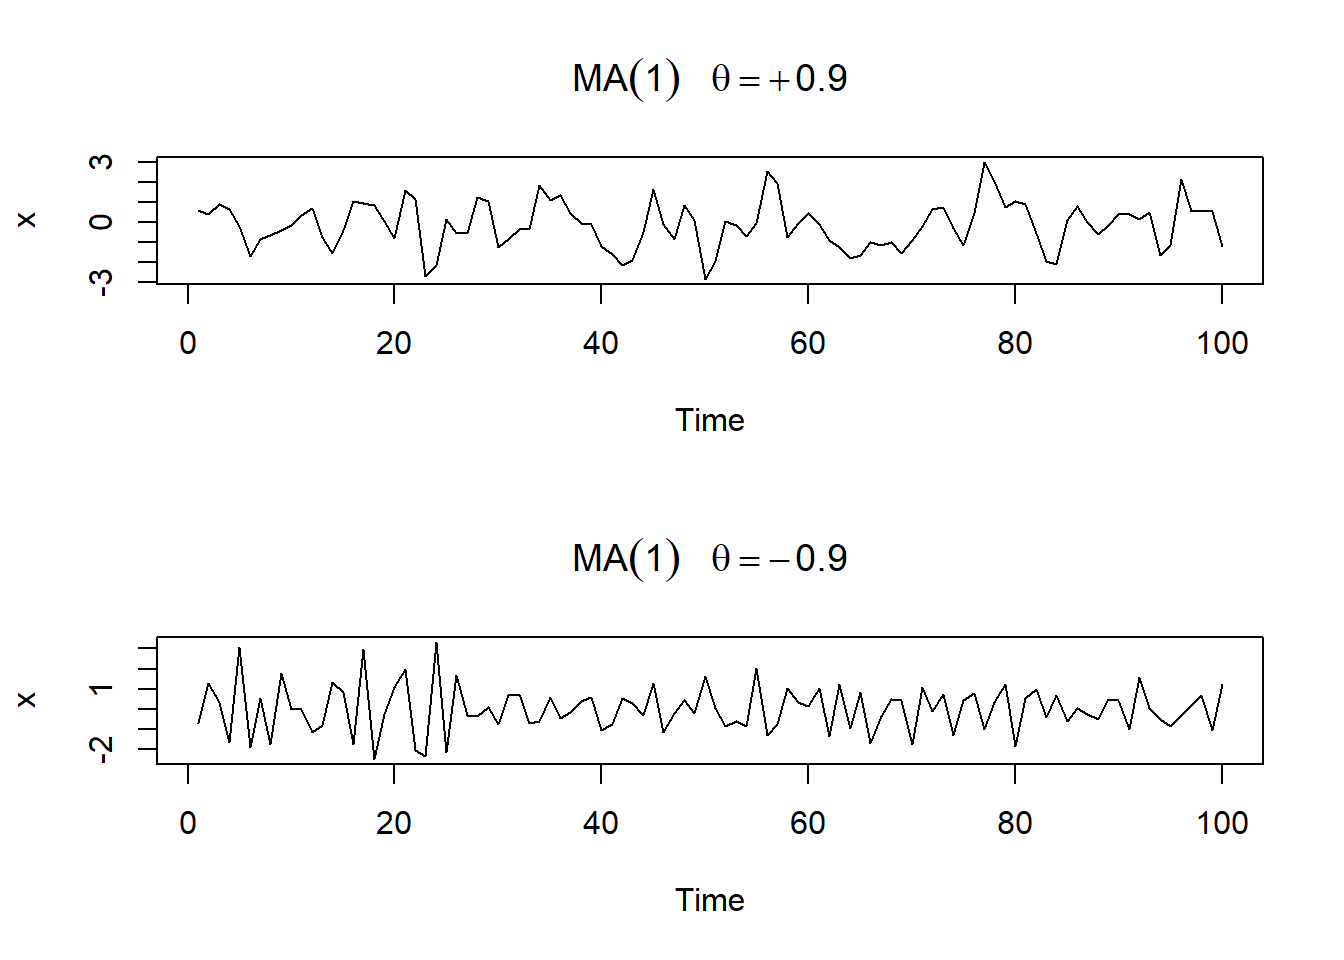 MA(1) θ = +0.9
x
3
0
-3
0 20 40 60 80 100
Time
MA(1) θ = −0.9
x
1
-2
0 20 40 60 80 100
Time